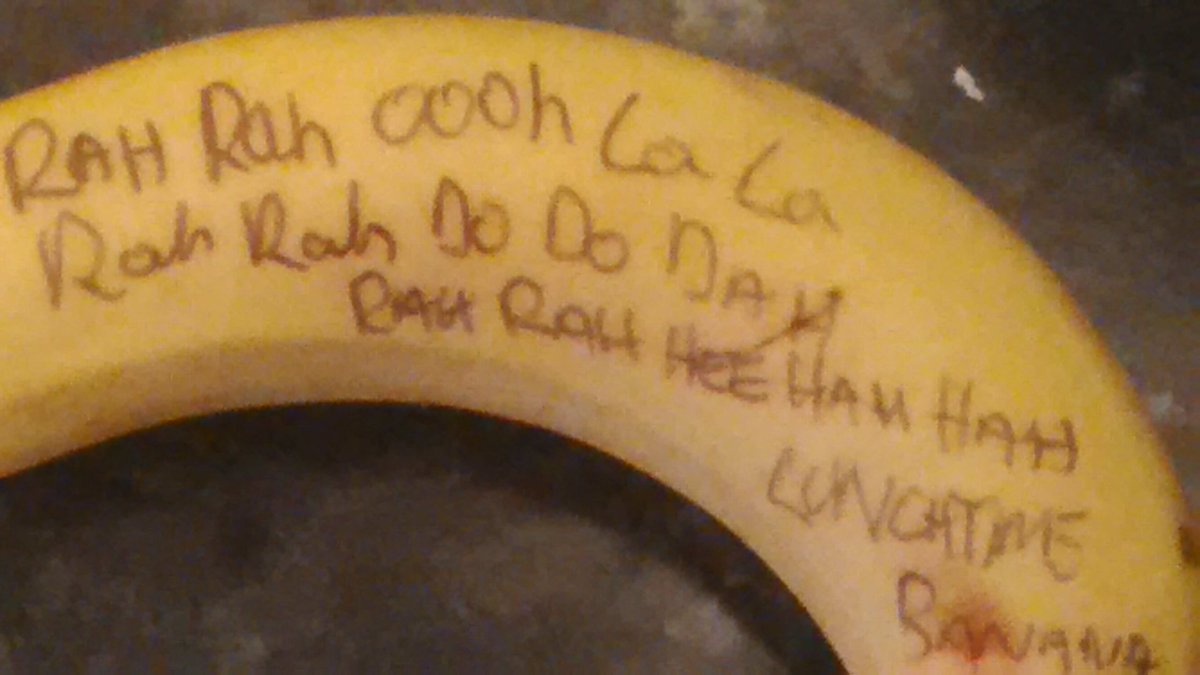 RAH Rah OOOh La La
Rah Rah DO DO DAH
RAH RAH HEE HAH HAH
LUNCHTIME
BANANA